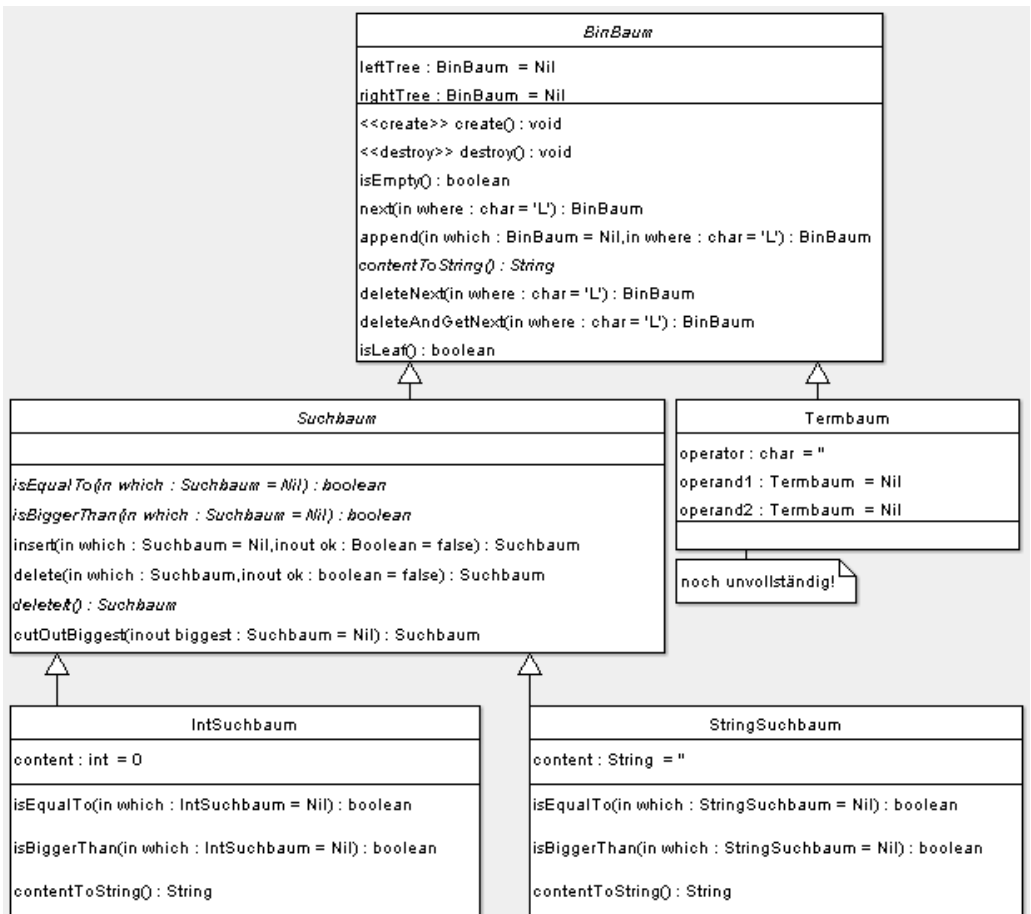 BinBaum
leftTree : BinBaum = Nil
rightTree : BinBaum = Nil
<<create>> create() : void
<<destroy>> destroy() : void
isEmpty() : boolean
next(in where : char = 'L') : BinBaum
append(in which : BinBaum = Nil,in where : char = 'L') : BinBaum
contentToString() : String
deleteNext(in where : char = 'L') : BinBaum
deleteAndGetNext(in where : char = 'L') : BinBaum
isLeaf() : boolean
Suchbaum
isEqualTo(in which : Suchbaum = Nil) : boolean
isBiggerThan(in which : Suchbaum = Nil) : boolean
insert(in which : Suchbaum = Nil,inout ok : Boolean = false) : Suchbaum
delete(in which : Suchbaum,inout ok : boolean = false) : Suchbaum
deleteIt() : Suchbaum
cutOutBiggest(inout biggest : Suchbaum = Nil) : Suchbaum
Termbaum
operator : char = ''
operand1 : Termbaum = Nil
operand2 : Termbaum = Nil
noch unvollständig!
IntSuchbaum
content : int = 0
isEqualTo(in which : IntSuchbaum = Nil) : boolean
isBiggerThan(in which : IntSuchbaum = Nil) : boolean
contentToString() : String
StringSuchbaum
content : String = ''
isEqualTo(in which : StringSuchbaum = Nil) : boolean
isBiggerThan(in which : StringSuchbaum = Nil) : boolean
contentToString() : String